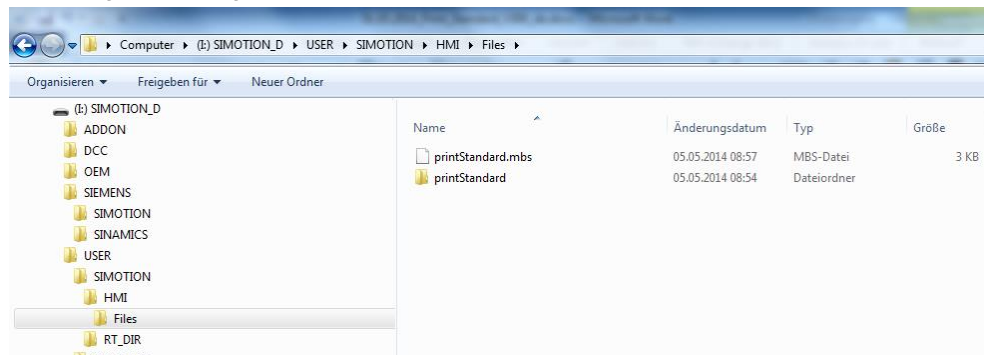 Computer ▸ (I:) SIMOTION_D ▸ USER ▸ SIMOTION ▸ HMI ▸ Files ▸
Organisieren ▾ Freigeben für ▾ Neuer Ordner
(I:) SIMOTION_D
ADDON
DCC
OEM
SIEMENS
SIMOTION
SINAMICS
USER
SIMOTION
HMI
Files
RT_DIR
Name Änderungsdatum Typ Größe
printStandard.mbs 05.05.2014 08:57 MBS-Datei 3 KB
printStandard 05.05.2014 08:54 Dateiordner